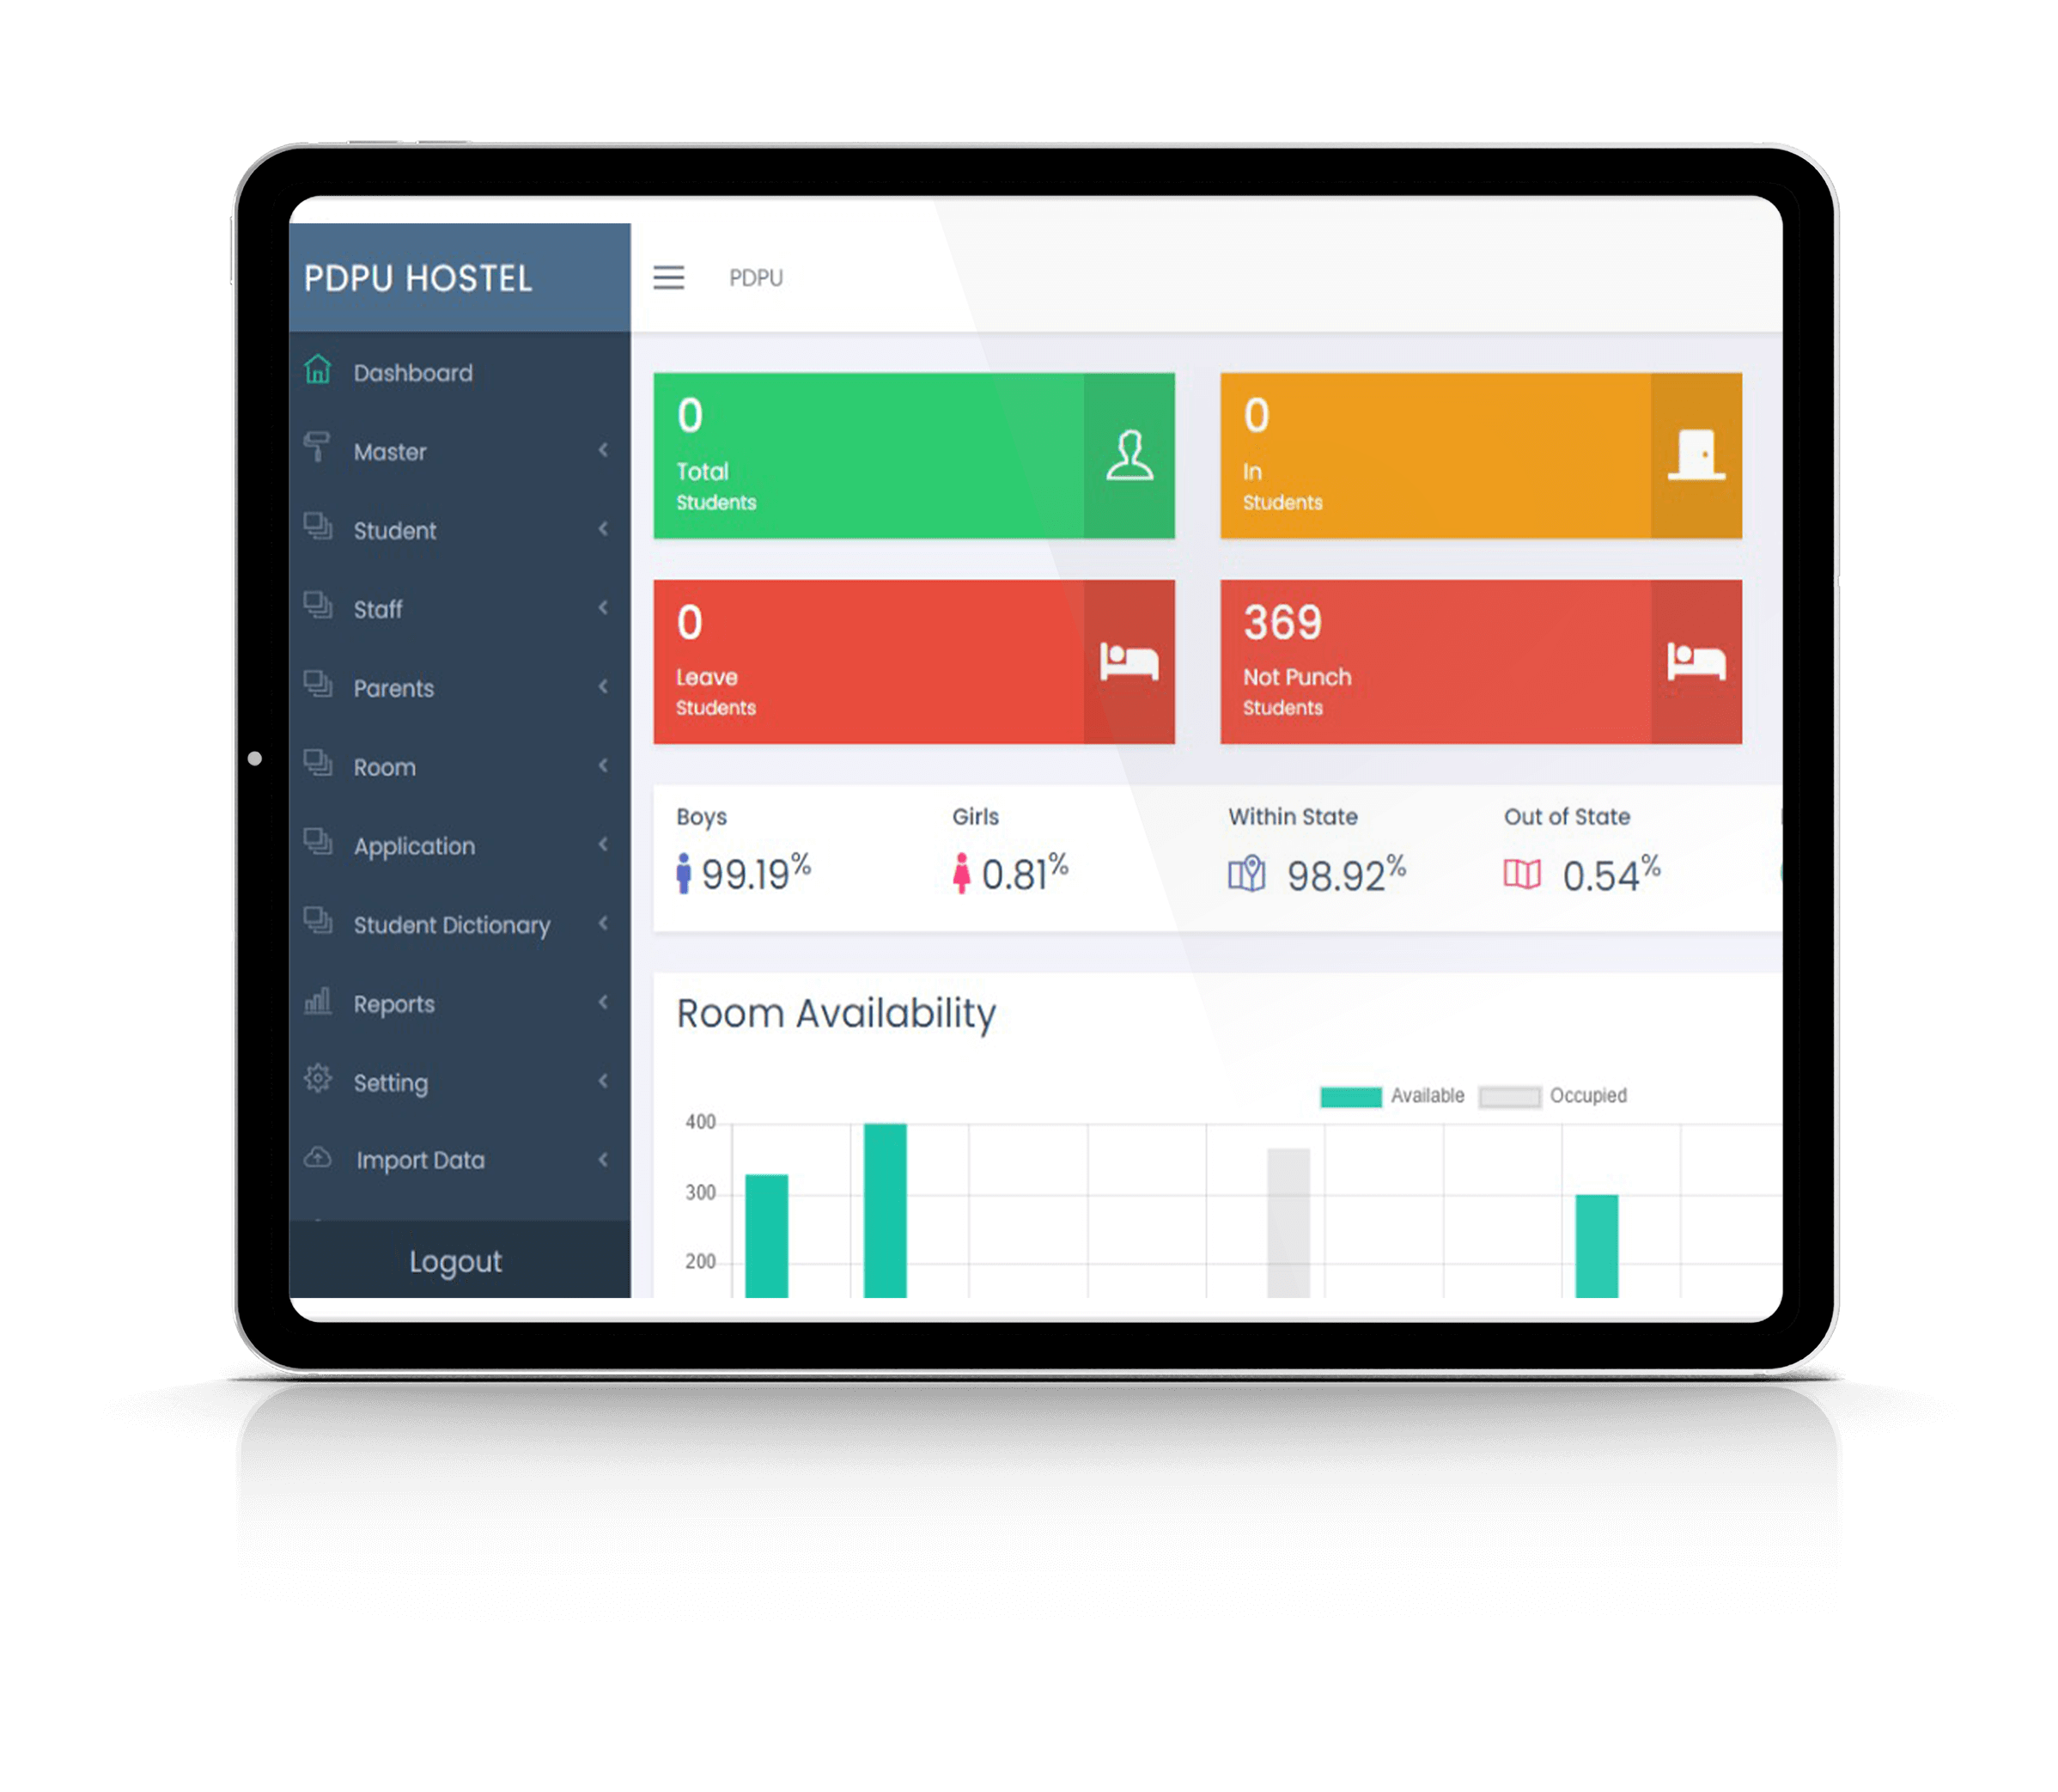 PDPU HOSTEL
PDPU
Dashboard
Master
Student
Staff
Parents
Room
Application
Student Dictionary
Reports
Setting
Import Data
Logout
0
Total
Students
0
In
Students
0
Leave
Students
369
Not Punch
Students
Boys
99.19%
Girls
0.81%
Within State
98.92%
Out of State
0.54%
Room Availability
Available
Occupied
400
300
200